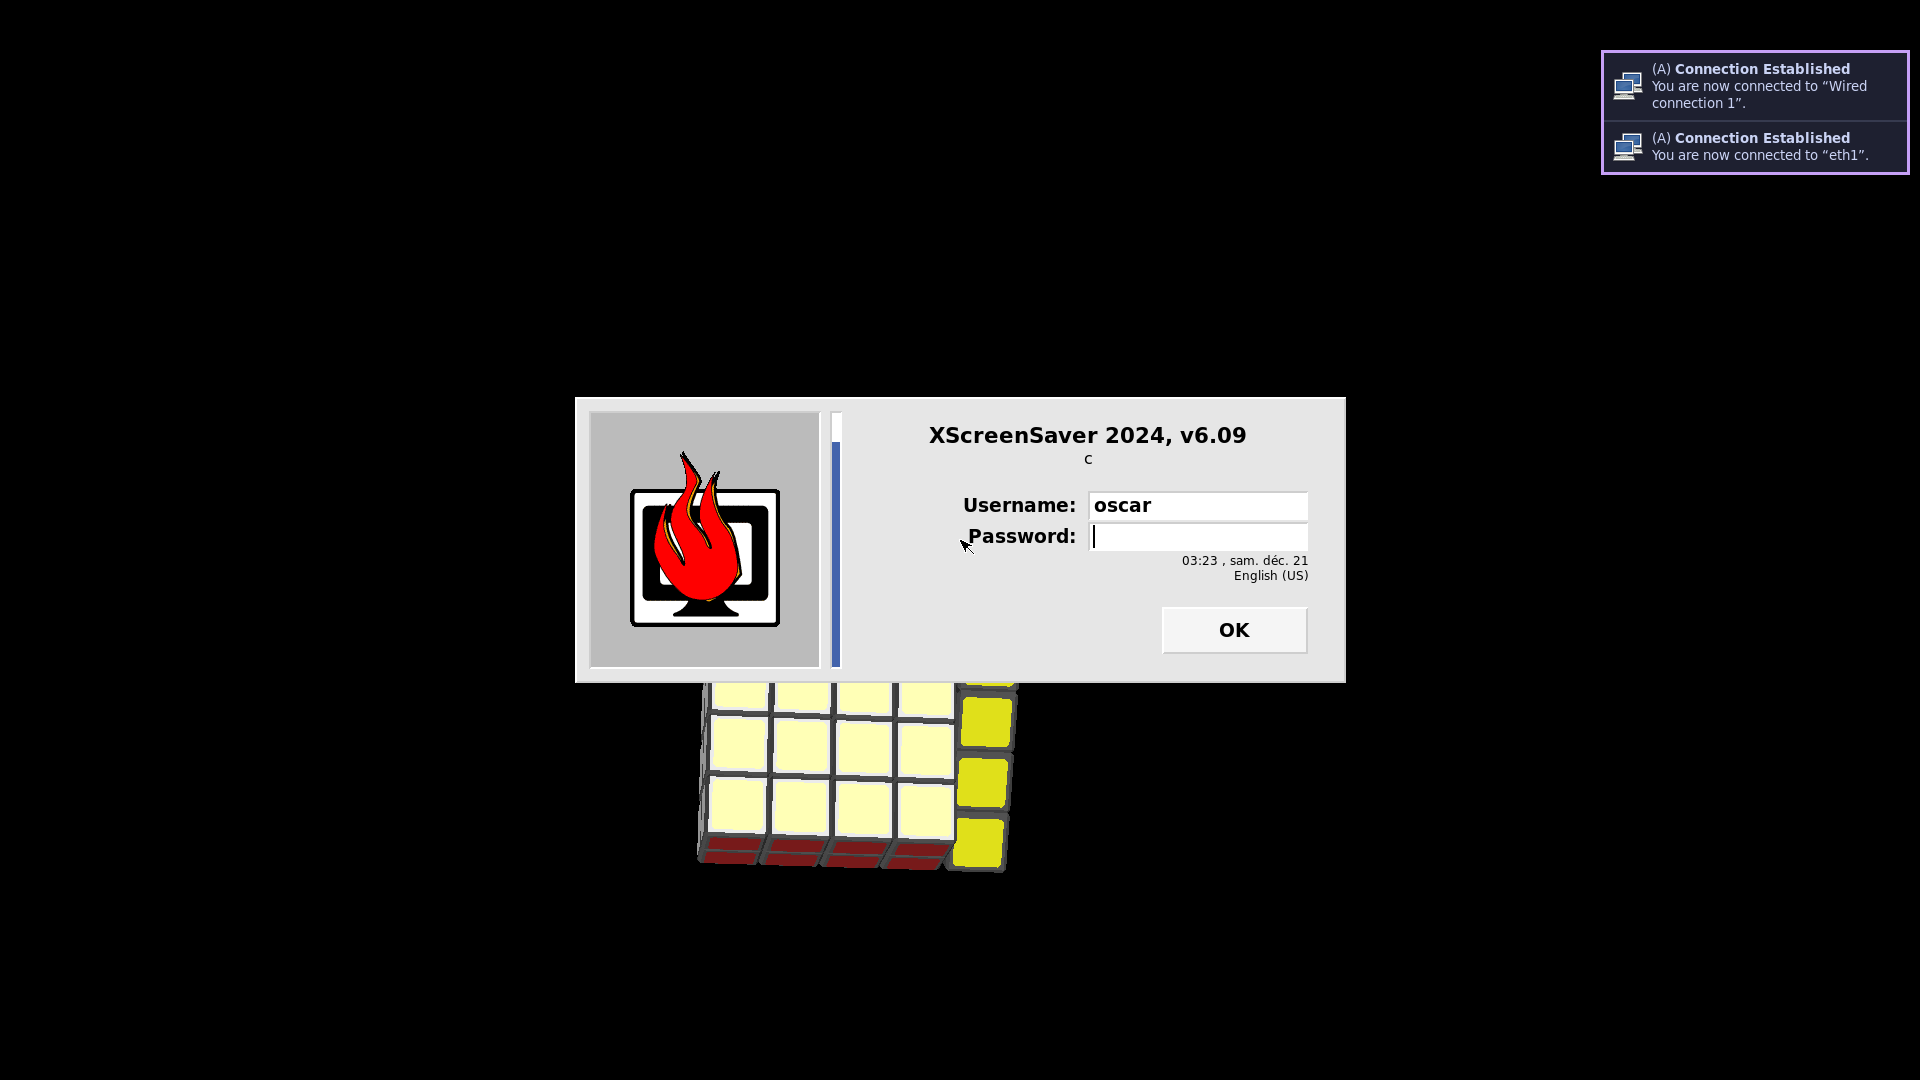 (A) Connection Established
You are now connected to “Wired
connection 1”.
(A) Connection Established
You are now connected to “eth1”.
XScreenSaver 2024, v6.09
c
Username: oscar
Password:
03:23 , sam. déc. 21
English (US)
OK